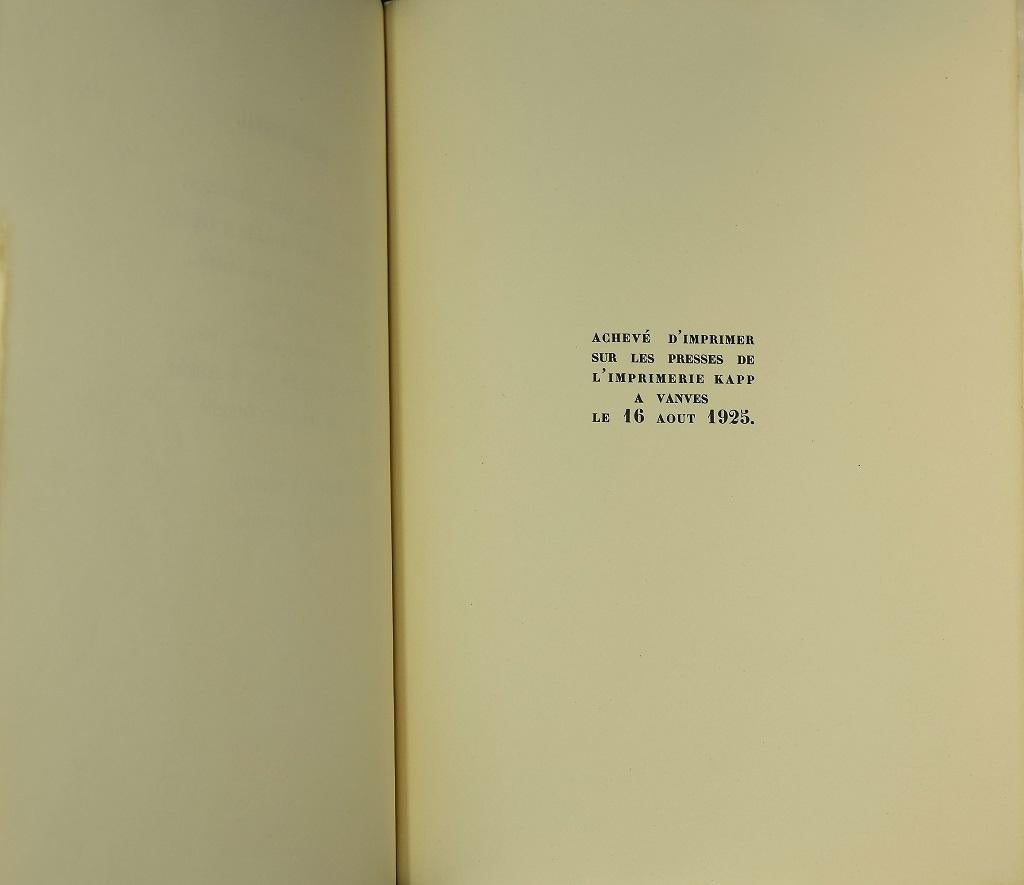 ACHEVÉ D'IMPRIMER
SUR LES PRESSES DE
L'IMPRIMERIE KAPP
A VANVES
LE 16 AOUT 1925.